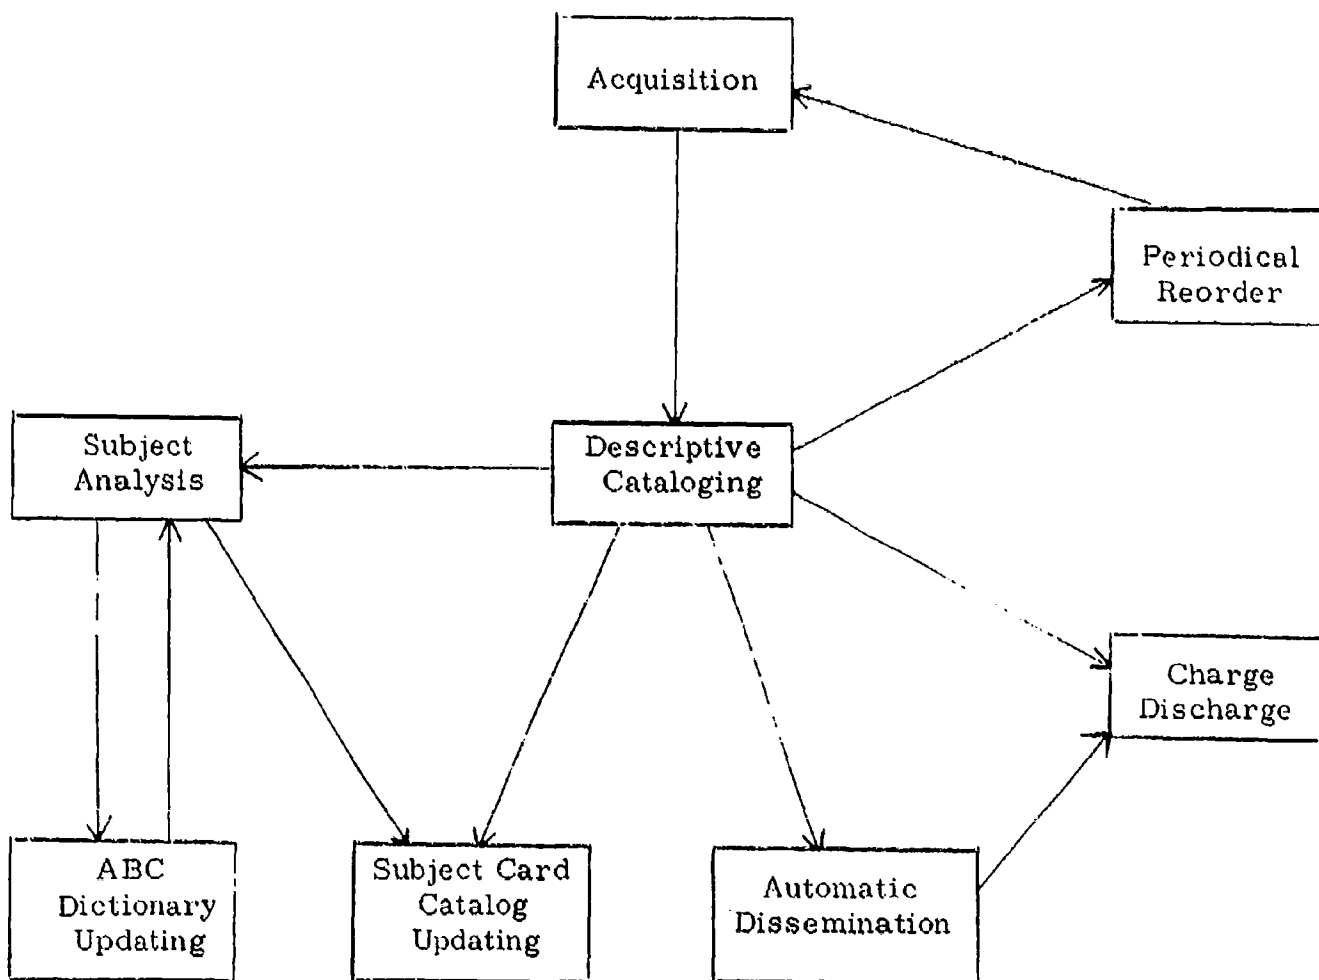 Acquisition
Periodical
Reorder
Subject
Analysis
Descriptive
Cataloging
Charge
Discharge
ABC
Dictionary
Updating
Subject Card
Catalog
Updating
Automatic
Dissemination